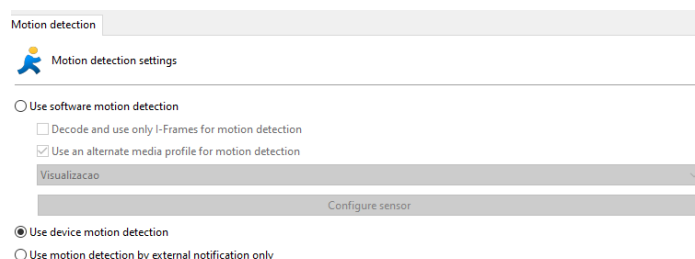 Motion detection
Motion detection settings
Use software motion detection
Decode and use only I-Frames for motion detection
Use an alternate media profile for motion detection
Visualizacao
Configure sensor
Use device motion detection
Use motion detection by external notification only